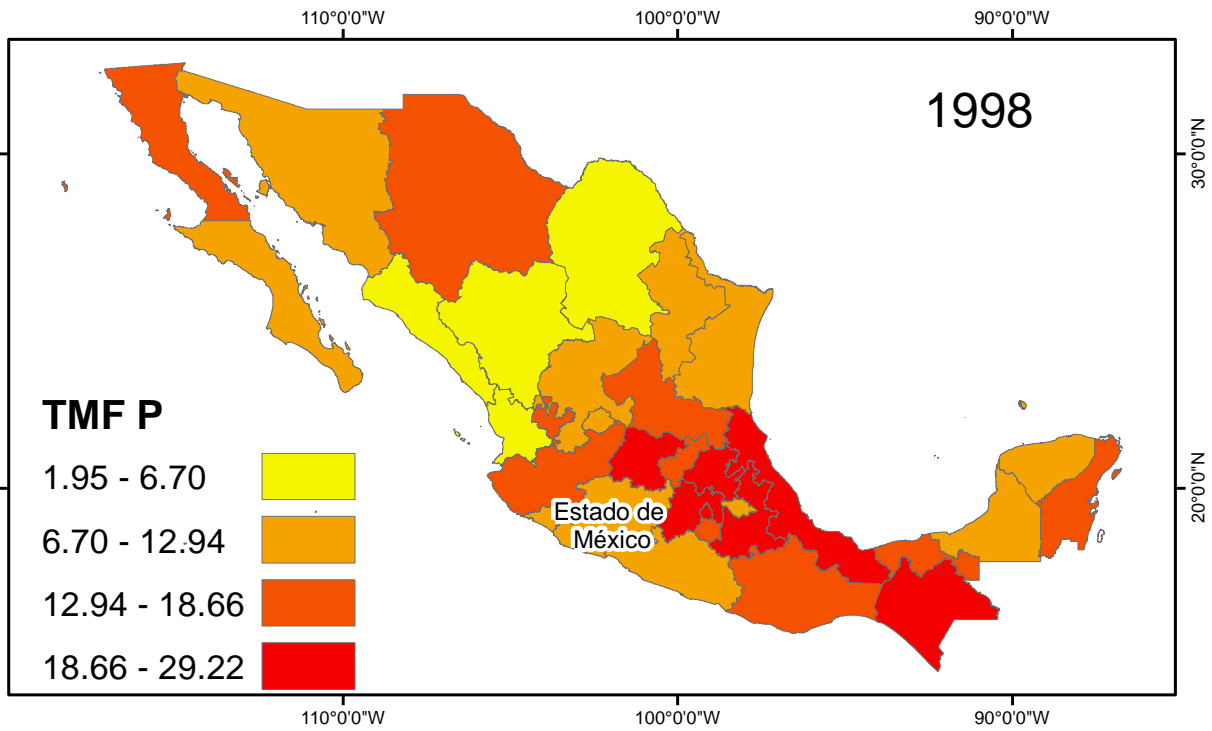 110°0'0"W 100°0'0"W 90°0'0"W
1998
30°0'0"N
20°0'0"N
Estado de
México
TMF P
1.95 - 6.70
6.70 - 12.94
12.94 - 18.66
18.66 - 29.22
110°0'0"W 100°0'0"W 90°0'0"W